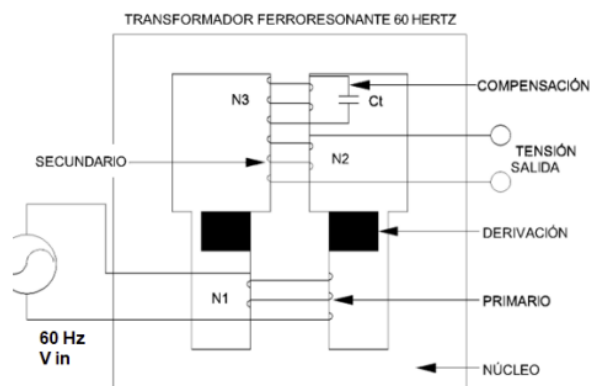 TRANSFORMADOR FERRORESONANTE 60 HERTZ
COMPENSACIÓN
N3
Ct
TENSIÓN
SALIDA
SECUNDARIO
N2
DERIVACIÓN
N1
PRIMARIO
60 Hz
V in
NÚCLEO